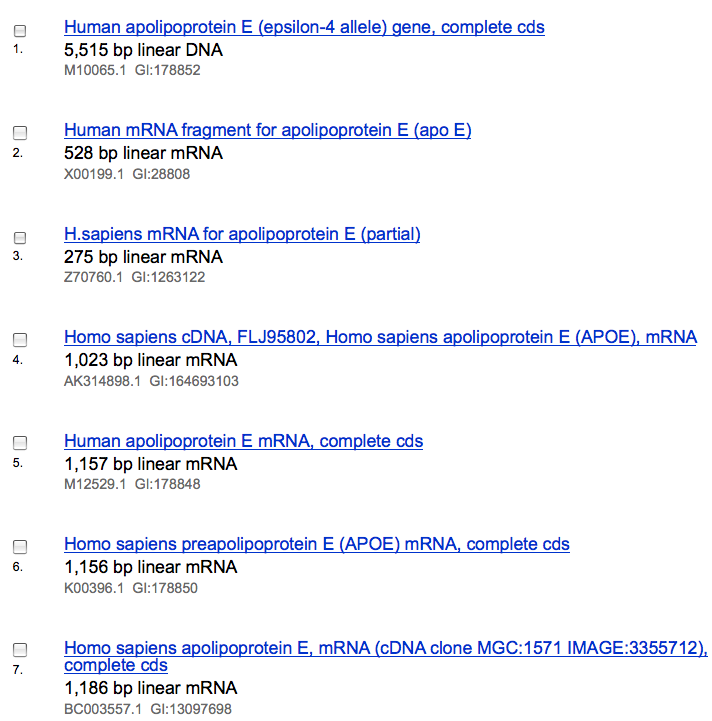 Human apolipoprotein E (epsilon-4 allele) gene, complete cds
1. 5,515 bp linear DNA
M10065.1 GI:178852
Human mRNA fragment for apolipoprotein E (apo E)
2. 528 bp linear mRNA
X00199.1 GI:28808
H.sapiens mRNA for apolipoprotein E (partial)
3. 275 bp linear mRNA
Z70760.1 GI:1263122
Homo sapiens cDNA, FLJ95802, Homo sapiens apolipoprotein E (APOE), mRNA
4. 1,023 bp linear mRNA
AK314898.1 GI:164693103
Human apolipoprotein E mRNA, complete cds
5. 1,157 bp linear mRNA
M12529.1 GI:178848
Homo sapiens preapolipoprotein E (APOE) mRNA, complete cds
6. 1,156 bp linear mRNA
K00396.1 GI:178850
Homo sapiens apolipoprotein E, mRNA (cDNA clone MGC:1571 IMAGE:3355712),
complete cds
7. 1,186 bp linear mRNA
BC003557.1 GI:13097698